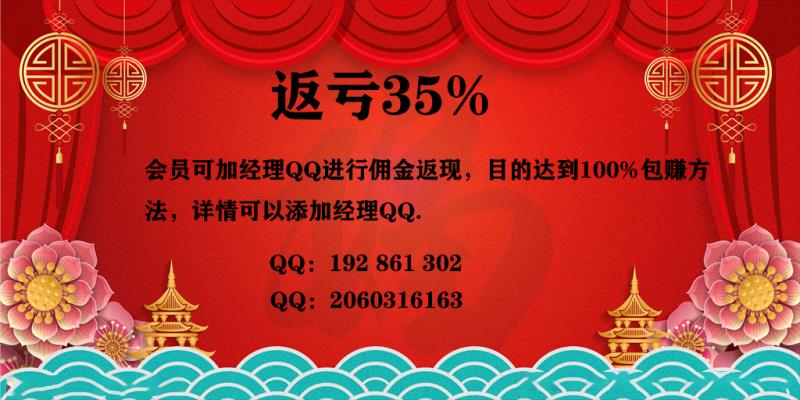 返亏35%
会员可加经理QQ进行佣金返现，目的达到100%包赚方
法，详情可以添加经理QQ.
QQ：192 861 302
QQ：2060316163